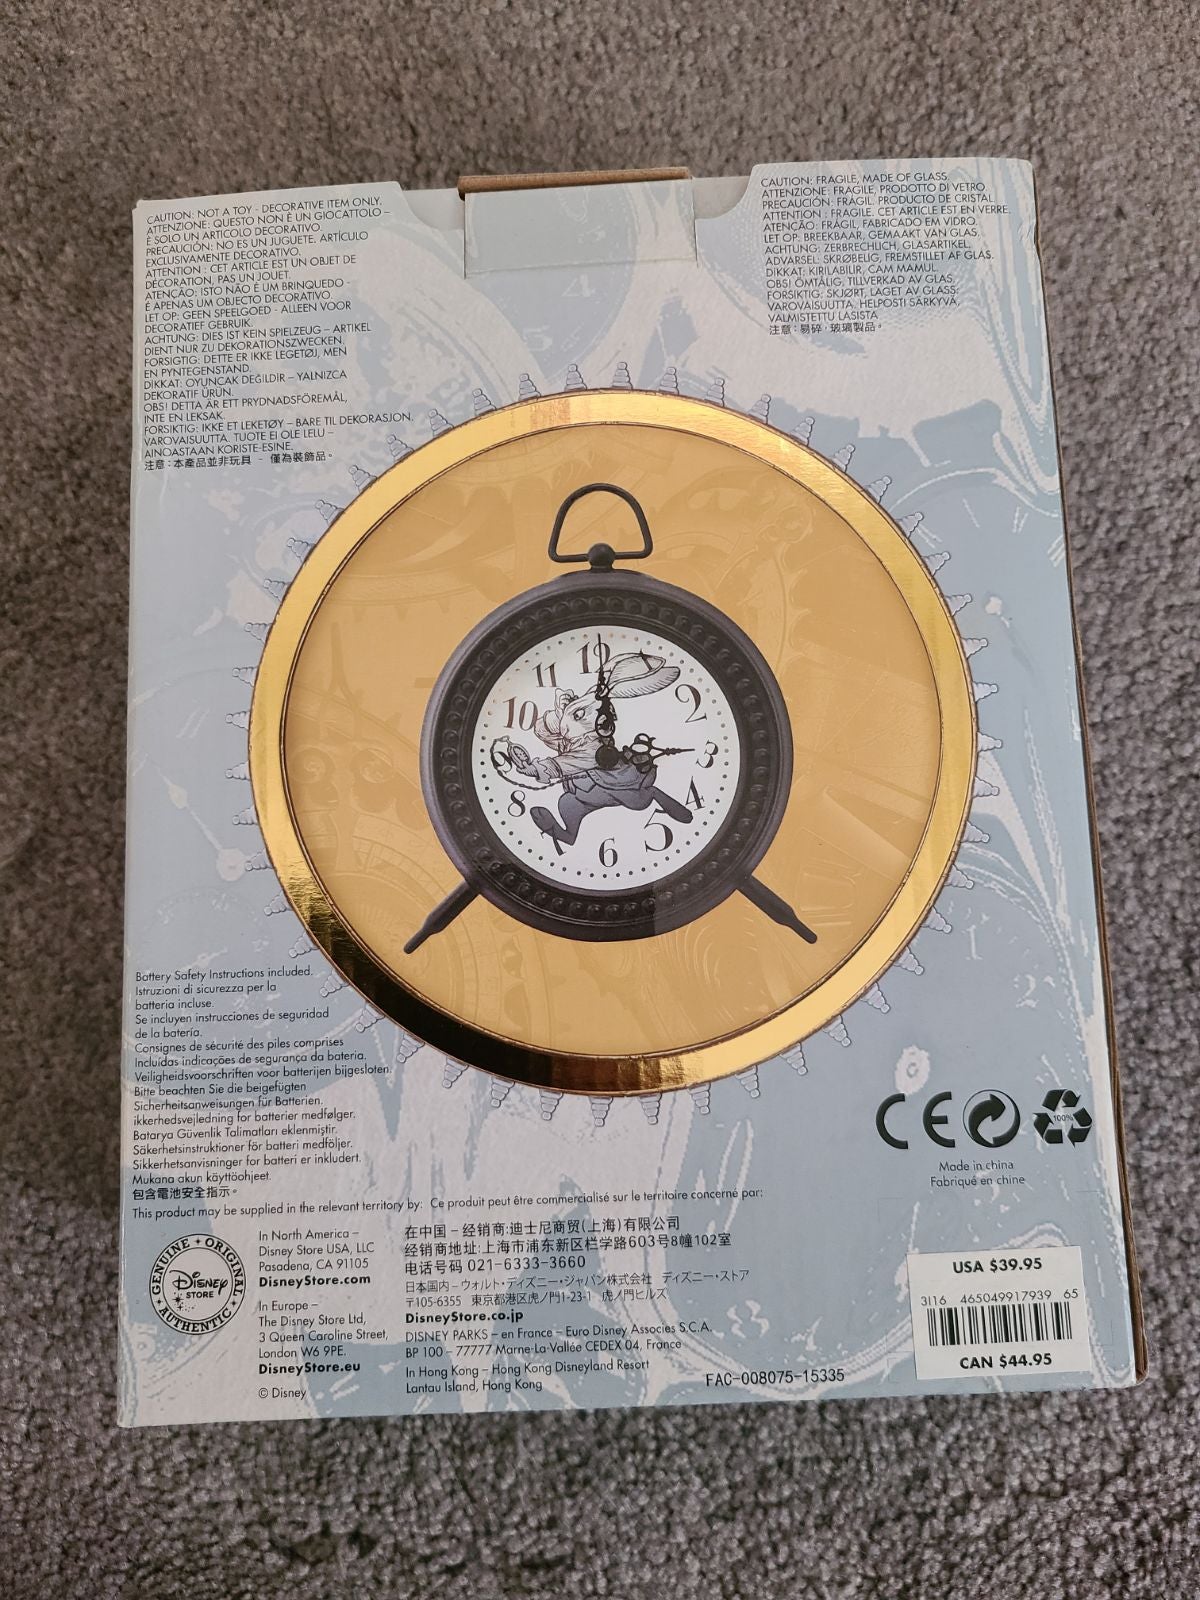 CAUTION: NOT A TOY - DECORATIVE ITEM ONLY.
ATTENZIONE: QUESTO NON È UN GIOCATTOLO –
È SOLO UN ARTICOLO DECORATIVO.
PRECAUCIÓN: NO ES UN JUGUETE. ARTÍCULO
EXCLUSIVAMENTE DECORATIVO.
ATTENTION : CET ARTICLE EST UN OBJET DE
DÉCORATION, PAS UN JOUET.
ATENÇÃO: ISTO NÃO É UM BRINQUEDO -
É APENAS UM OBJECTO DECORATIVO.
LET OP: GEEN SPEELGOED - ALLEEN VOOR
DECORATIEF GEBRUIK.
ACHTUNG: DIES IST KEIN SPIELZEUG – ARTIKEL
DIENT NUR ZU DEKORATIONSZWECKEN.
FORSIGTIG: DETTE ER IKKE LEGETØJ, MEN
EN PYNTEGENSTAND.
DİKKAT: OYUNCAK DEĞİLDİR – YALNIZCA
DEKORATİF ÜRÜN.
OBS! DETTA ÄR ETT PRYDNADSFÖREMÅL,
INTE EN LEKSAK.
FORSIKTIG: IKKE ET LEKETØY – BARE TIL DEKORASJON.
VAROVAISUUTTA. TUOTE EI OLE LELU –
AINOASTAAN KORISTE-ESINE.
注意：本產品並非玩具 - 僅為裝飾品。
CAUTION: FRAGILE, MADE OF GLASS.
ATTENZIONE: FRAGILE, PRODOTTO DI VETRO.
PRECAUCIÓN: FRÁGIL. PRODUCTO DE CRISTAL.
ATTENTION : FRAGILE. CET ARTICLE EST EN VERRE.
ATENÇÃO: FRÁGIL, FABRICADO EM VIDRO.
LET OP: BREEKBAAR, GEMAAKT VAN GLAS.
ACHTUNG: ZERBRECHLICH, GLASARTIKEL.
ADVARSEL: SKRØBELIG, FREMSTILLET AF GLAS.
DIKKAT: KIRILABILIR, CAM MAMUL.
OBS! ÖMTÅLIG, TILLVERKAD AV GLAS.
FORSIKTIG: SKJØRT, LAGET AV GLASS.
VAROVAISUUTTA, HELPOSTI SÄRKYVÄ,
VALMISTETTU LASISTA
注意：易碎，玻璃製品。
12
1
2
3
4
5
6
7
8
9
10
11
Battery Safety Instructions included.
Istruzioni di sicurezza per la
batteria incluse.
Se incluyen instrucciones de seguridad
de la batería.
Consignes de sécurité des piles comprises
Incluídas indicações de segurança da bateria.
Veiligheidsvoorschriften voor batterijen bijgesloten.
Bitte beachten Sie die beigefügten
Sicherheitsanweisungen für Batterien.
ikkerhedsvejledning for batterier medfølger.
Batarya Güvenlik Talimatları eklenmiştir.
Säkerhetsinstruktioner för batteri medföljer.
Sikkerhetsanvisninger for batteri er inkludert.
Mukana akun käyttöohjeet.
包含電池安全指示。
CE
100%
Made in china
Fabriqué en chine
This product may be supplied in the relevant territory by: Ce produit peut être commercialisé sur le territoire concerné par:
GENUINE • ORIGINAL • AUTHENTIC
Disney
STORE
In North America –
Disney Store USA, LLC
Pasadena, CA 91105
DisneyStore.com
In Europe –
The Disney Store Ltd,
3 Queen Caroline Street,
London W6 9PE.
DisneyStore.eu
© Disney
在中国 – 经销商:迪士尼商贸(上海)有限公司
经销商地址:上海市浦东新区栏学路603号8幢102室
电话号码 021-6333-3660
日本国内－ウォルト・ディズニー・ジャパン株式会社 ディズニー・ストア
〒105-6355 東京都港区虎ノ門1-23-1 虎ノ門ヒルズ
DisneyStore.co.jp
DISNEY PARKS – en France – Euro Disney Associes S.C.A.
BP 100 – 77777 Marne-La-Vallée CEDEX 04, France
In Hong Kong – Hong Kong Disneyland Resort
Lantau Island, Hong Kong
FAC-008075-15335
USA $39.95
3116 465049917939 65
CAN $44.95